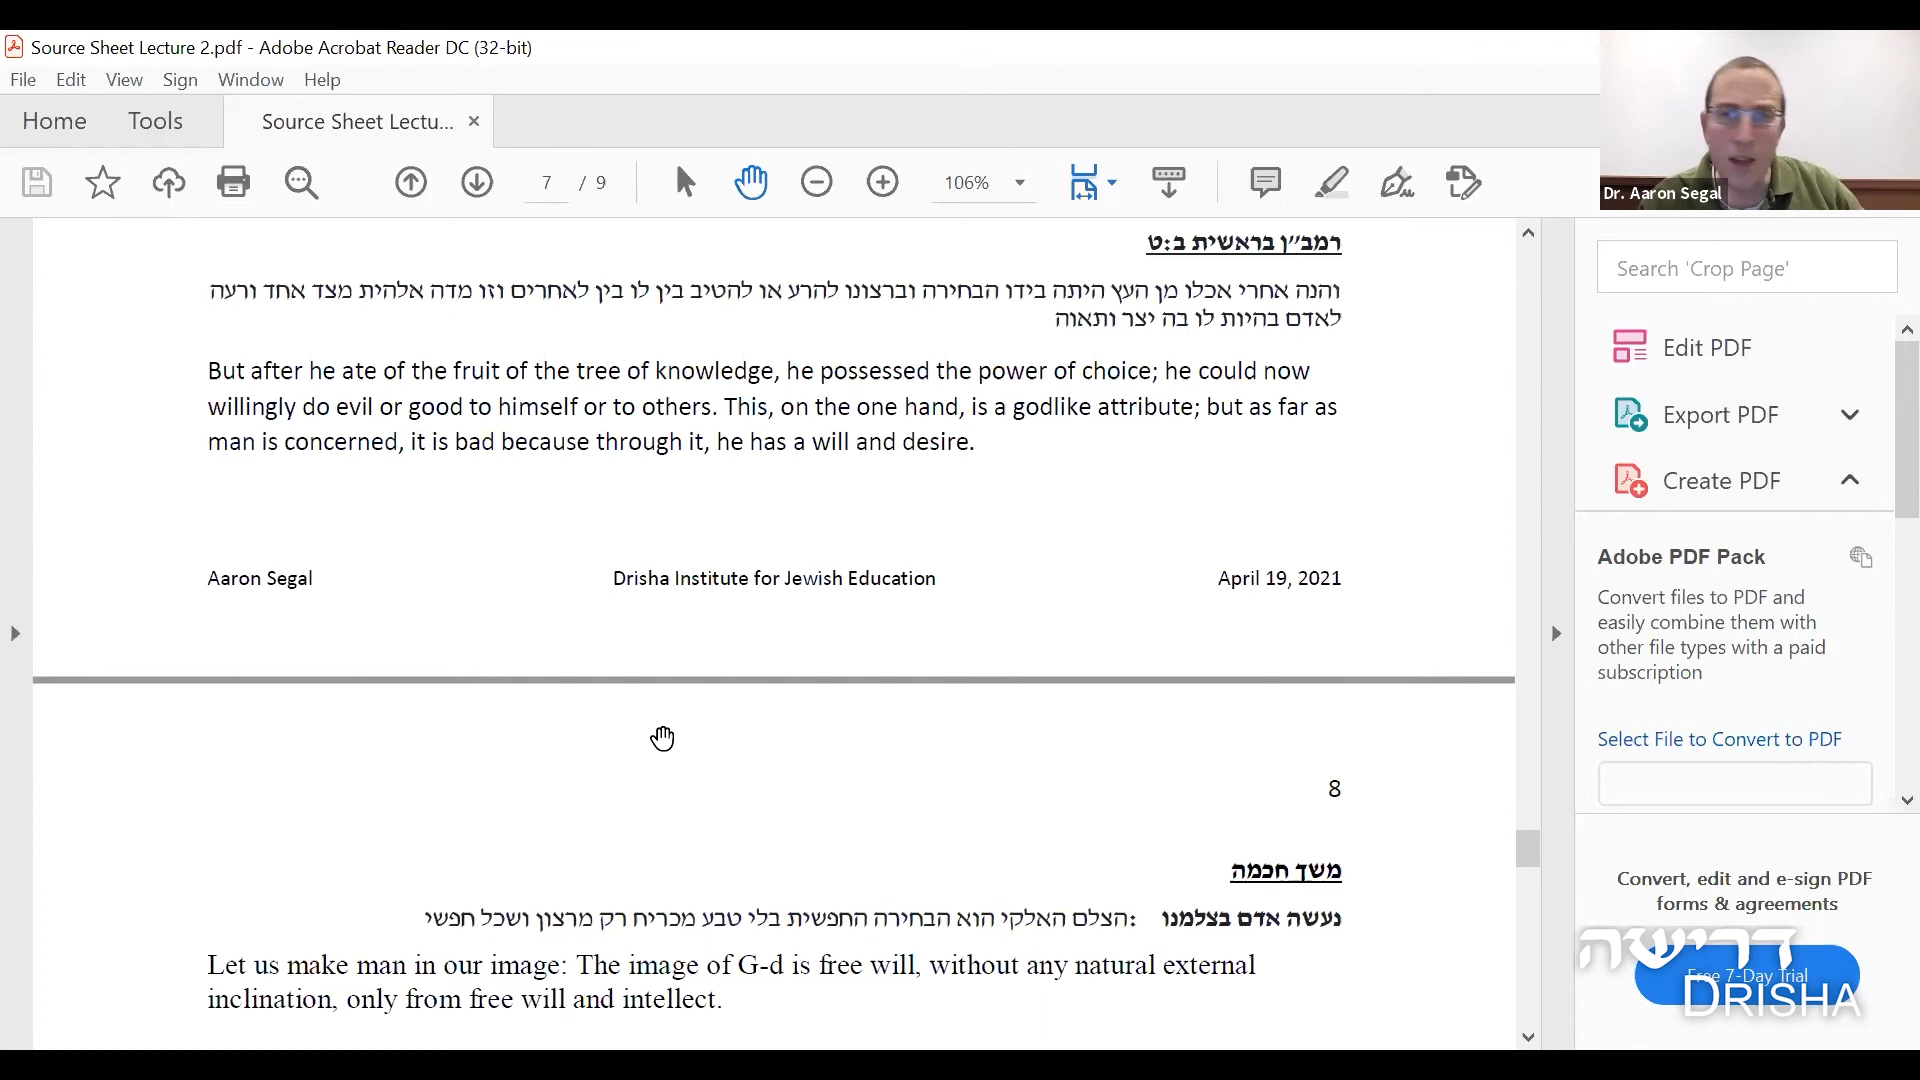 Source Sheet Lecture 2.pdf - Adobe Acrobat Reader DC (32-bit)
File Edit View Sign Window Help
Home Tools Source Sheet Lectu... ×
7 / 9 106%
Dr. Aaron Segal
רמב״ן בראשית ב:ט
והנה אחרי אכלו מן העץ היתה בידו הבחירה וברצונו להרע או להטיב בין לו בין לאחרים וזו מדה אלהית מצד אחד ורעה
לאדם בהיות לו בה יצר ותאוה
But after he ate of the fruit of the tree of knowledge, he possessed the power of choice; he could now
willingly do evil or good to himself or to others. This, on the one hand, is a godlike attribute; but as far as
man is concerned, it is bad because through it, he has a will and desire.
Aaron Segal Drisha Institute for Jewish Education April 19, 2021
8
משך חכמה
נעשה אדם בצלמנו :הצלם האלקי הוא הבחירה החפשית בלי טבע מכריח רק מרצון ושכל חפשי
Let us make man in our image: The image of G-d is free will, without any natural external
inclination, only from free will and intellect.
Search 'Crop Page'
Edit PDF
Export PDF
Create PDF
Adobe PDF Pack
Convert files to PDF and
easily combine them with
other file types with a paid
subscription
Select File to Convert to PDF
Convert, edit and e-sign PDF
forms & agreements
Free 7-Day Trial
דרישה
DRISHA